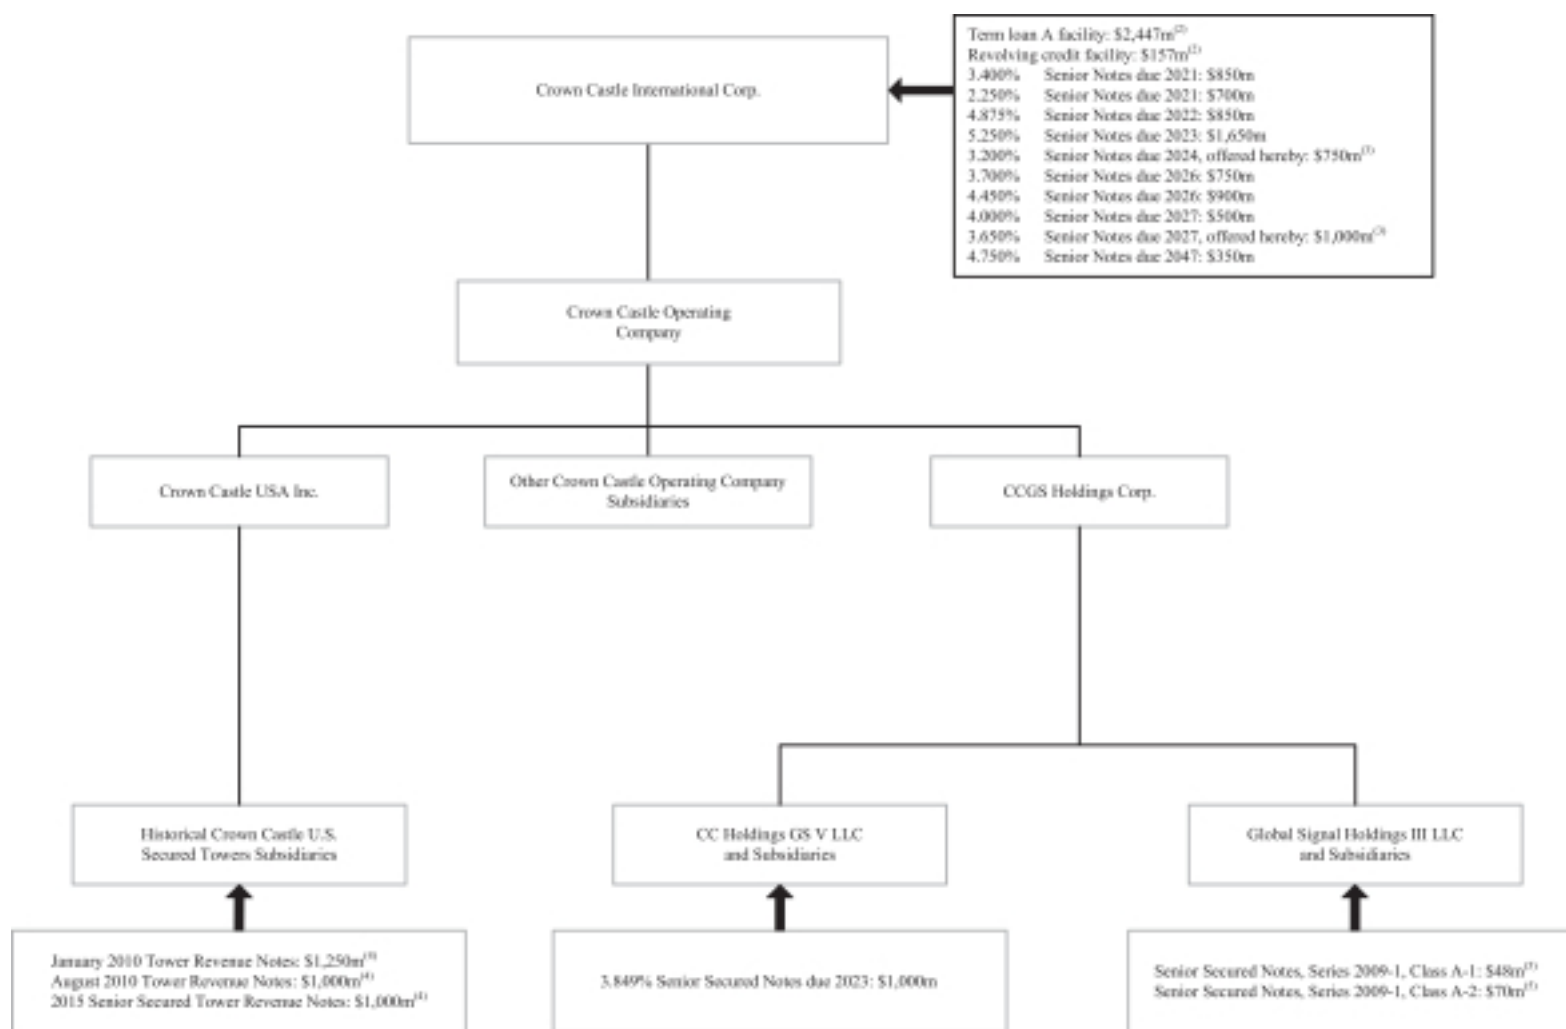 Crown Castle International Corp.
Term loan A facility: $2,447m(2)
Revolving credit facility: $157m(2)
3.400% Senior Notes due 2021: $850m
2.250% Senior Notes due 2021: $700m
4.875% Senior Notes due 2022: $850m
5.250% Senior Notes due 2023: $1,650m
3.200% Senior Notes due 2024, offered hereby: $750m(3)
3.700% Senior Notes due 2026: $750m
4.450% Senior Notes due 2026: $900m
4.000% Senior Notes due 2027: $500m
3.650% Senior Notes due 2027, offered hereby: $1,000m(3)
4.750% Senior Notes due 2047: $350m
Crown Castle Operating
Company
Crown Castle USA Inc.
Other Crown Castle Operating Company
Subsidiaries
CCGS Holdings Corp.
Historical Crown Castle U.S.
Secured Towers Subsidiaries
CC Holdings GS V LLC
and Subsidiaries
Global Signal Holdings III LLC
and Subsidiaries
January 2010 Tower Revenue Notes: $1,250m(4)
August 2010 Tower Revenue Notes: $1,000m(4)
2015 Senior Secured Tower Revenue Notes: $1,000m(4)
3.849% Senior Secured Notes due 2023: $1,000m
Senior Secured Notes, Series 2009-1, Class A-1: $48m(5)
Senior Secured Notes, Series 2009-1, Class A-2: $70m(5)